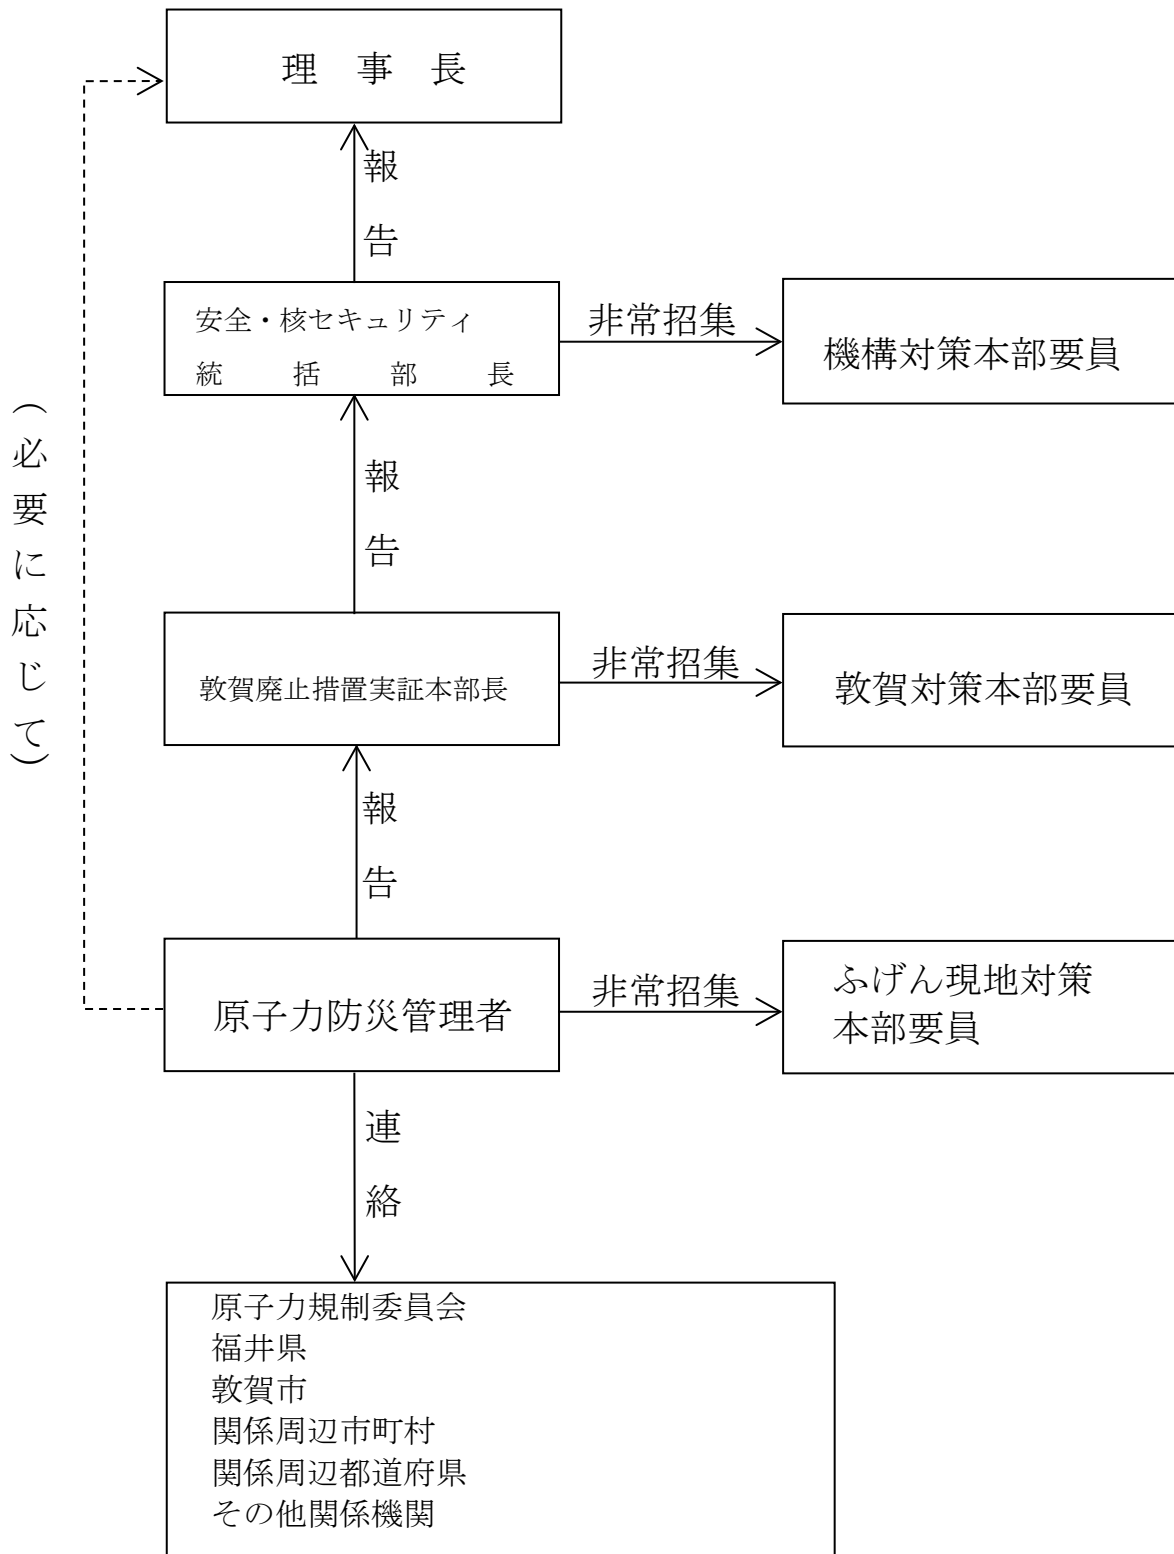 理　事　長
報
告
安全・核セキュリティ
統　括　部　長
非常招集
機構対策本部要員
（必要に応じて）
報
告
敦賀廃止措置実証本部長
非常招集
敦賀対策本部要員
報
告
原子力防災管理者
非常招集
ふげん現地対策
本部要員
連
絡
原子力規制委員会
福井県
敦賀市
関係周辺市町村
関係周辺都道府県
その他関係機関